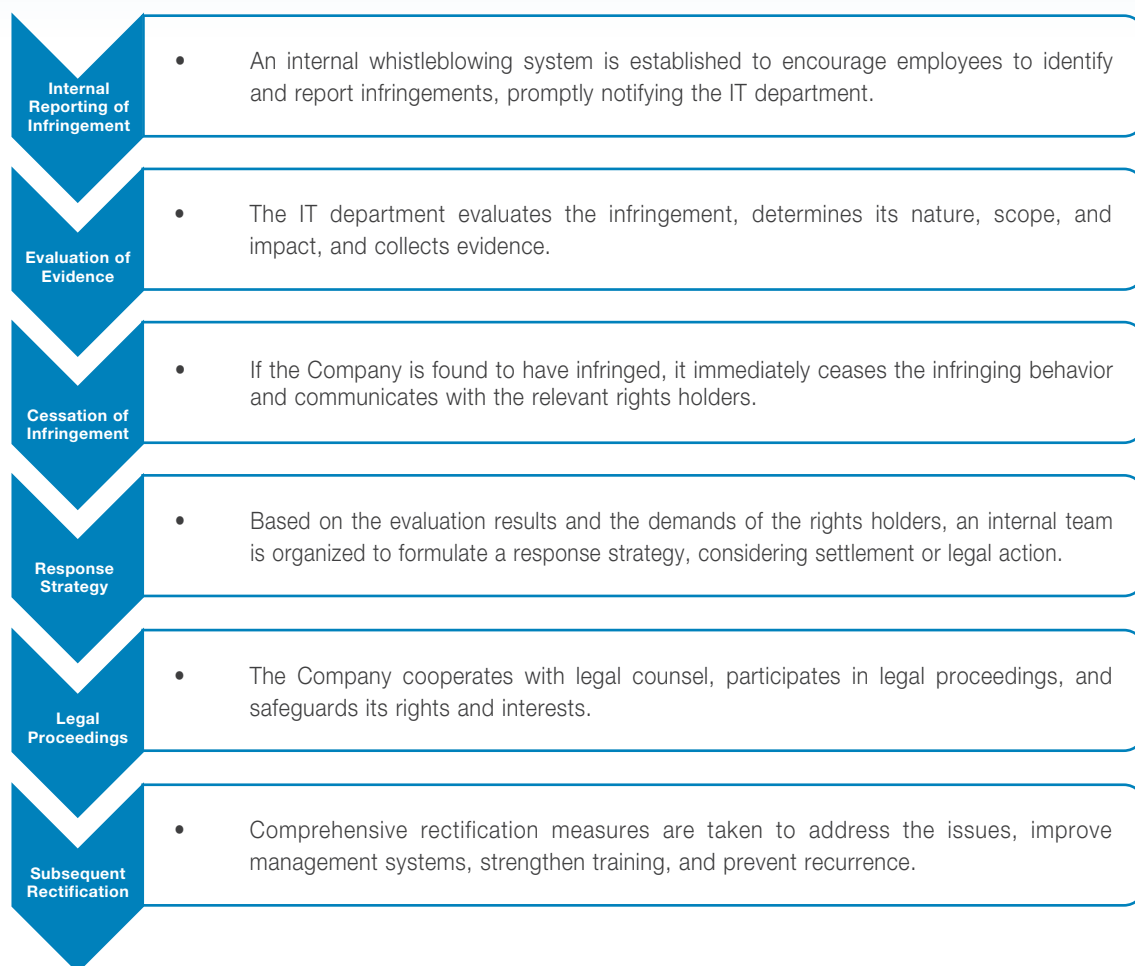 Internal
Reporting of
Infringement
• An internal whistleblowing system is established to encourage employees to identify
and report infringements, promptly notifying the IT department.
Evaluation of
Evidence
• The IT department evaluates the infringement, determines its nature, scope, and
impact, and collects evidence.
Cessation of
Infringement
• If the Company is found to have infringed, it immediately ceases the infringing behavior
and communicates with the relevant rights holders.
Response
Strategy
• Based on the evaluation results and the demands of the rights holders, an internal team
is organized to formulate a response strategy, considering settlement or legal action.
Legal
Proceedings
• The Company cooperates with legal counsel, participates in legal proceedings, and
safeguards its rights and interests.
Subsequent
Rectification
• Comprehensive rectification measures are taken to address the issues, improve
management systems, strengthen training, and prevent recurrence.